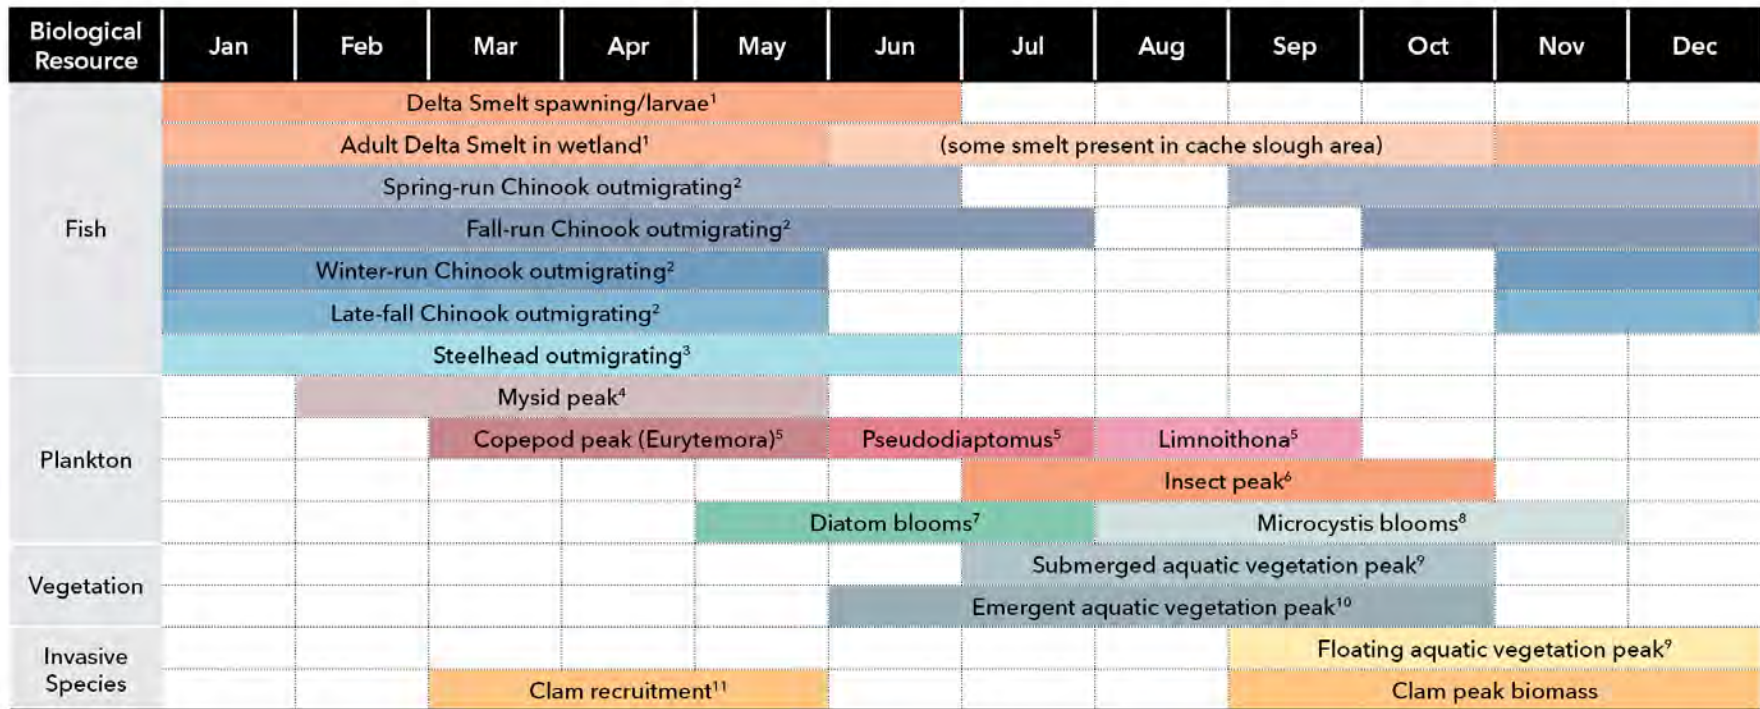 Biological Resource Jan Feb Mar Apr May Jun Jul Aug Sep Oct Nov Dec
Fish
Delta Smelt spawning/larvae¹
Adult Delta Smelt in wetland¹ (some smelt present in cache slough area)
Spring-run Chinook outmigrating²
Fall-run Chinook outmigrating²
Winter-run Chinook outmigrating²
Late-fall Chinook outmigrating²
Steelhead outmigrating³
Plankton
Mysid peak⁴
Copepod peak (Eurytemora)⁵ Pseudodiaptomus⁵ Limnoithona⁵
Insect peak⁶
Diatom blooms⁷ Microcystis blooms⁸
Vegetation
Submerged aquatic vegetation peak⁹
Emergent aquatic vegetation peak¹⁰
Invasive Species
Floating aquatic vegetation peak⁹
Clam recruitment¹¹ Clam peak biomass